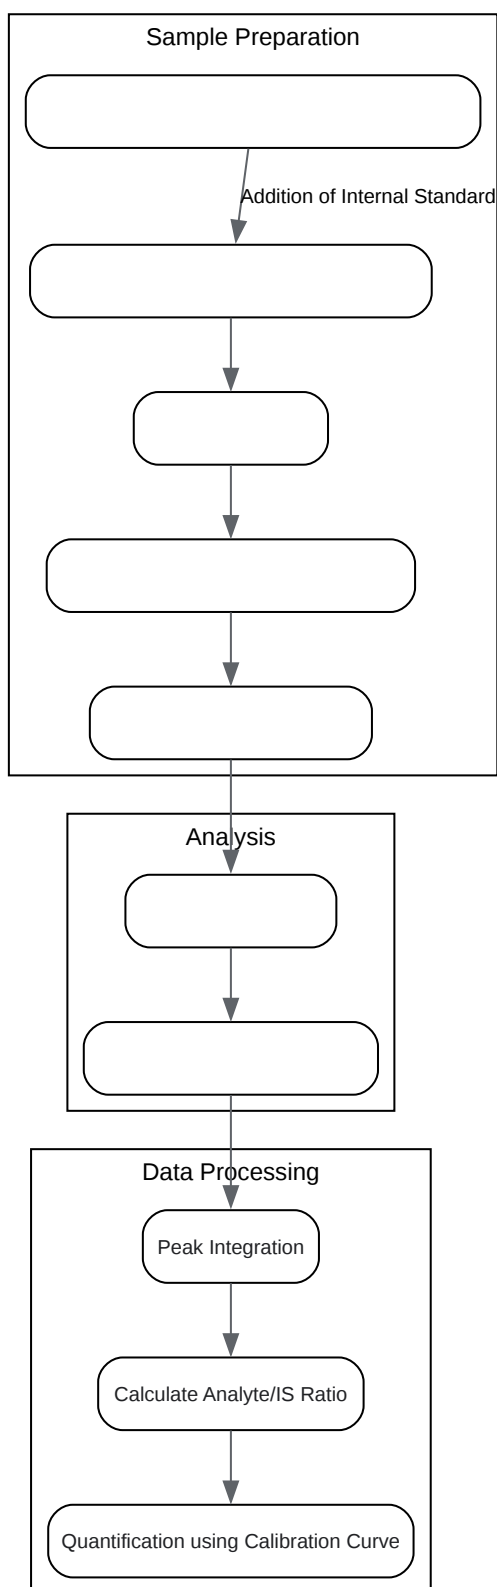 Sample Preparation
Addition of Internal Standard
Analysis
Data Processing
Peak Integration
Calculate Analyte/IS Ratio
Quantification using Calibration Curve